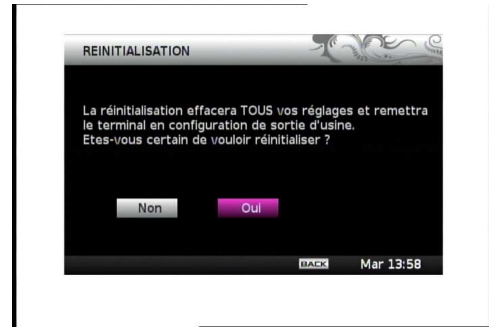 REINITIALISATION
La réinitialisation effacera TOUS vos réglages et remettra
le terminal en configuration de sortie d'usine.
Etes-vous certain de vouloir réinitialiser ?
Non Oui
BACK Mar 13:58